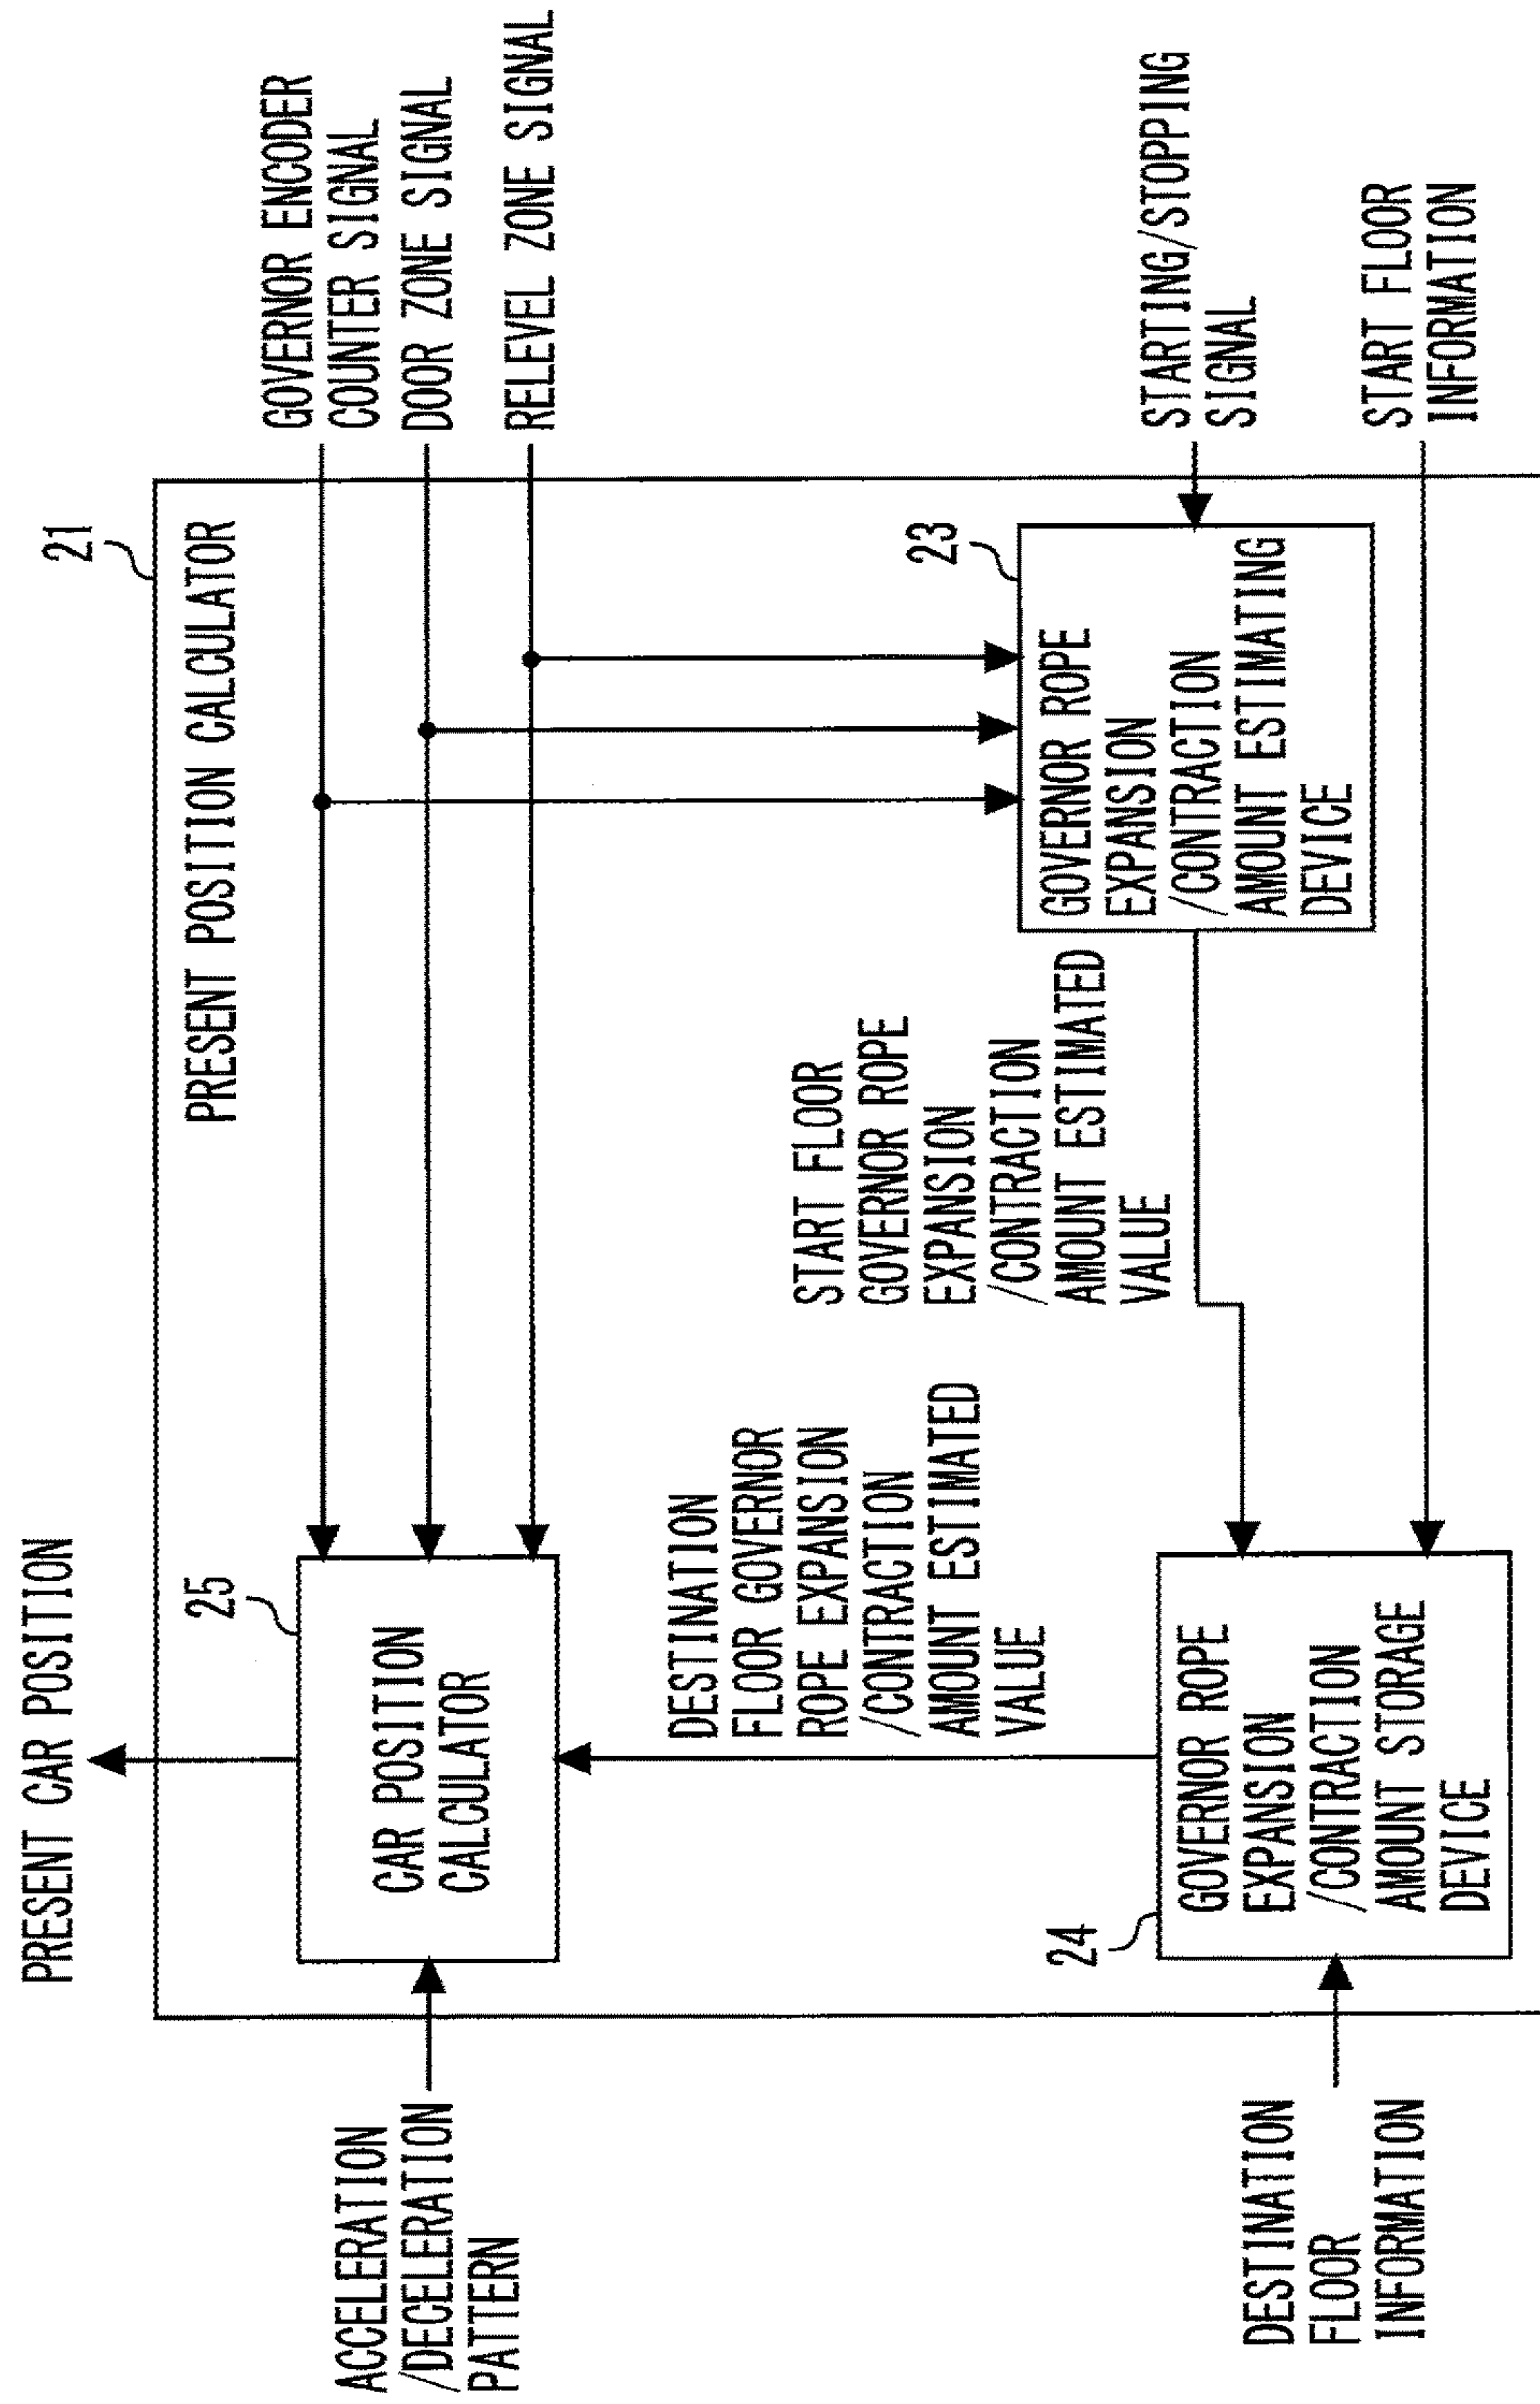 PRESENT CAR POSITION
21
PRESENT POSITION CALCULATOR
25
CAR POSITION
CALCULATOR
ACCELERATION
/DECELERATION
PATTERN
GOVERNOR ENCODER
COUNTER SIGNAL
DOOR ZONE SIGNAL
RELEVEL ZONE SIGNAL
DESTINATION
FLOOR GOVERNOR
ROPE EXPANSION
/CONTRACTION
AMOUNT ESTIMATED
VALUE
START FLOOR
GOVERNOR ROPE
EXPANSION
/CONTRACTION
AMOUNT ESTIMATED
VALUE
23
GOVERNOR ROPE
EXPANSION
/CONTRACTION
AMOUNT ESTIMATING
DEVICE
STARTING/STOPPING
SIGNAL
24
GOVERNOR ROPE
EXPANSION
/CONTRACTION
AMOUNT STORAGE
DEVICE
DESTINATION
FLOOR
INFORMATION
START FLOOR
INFORMATION